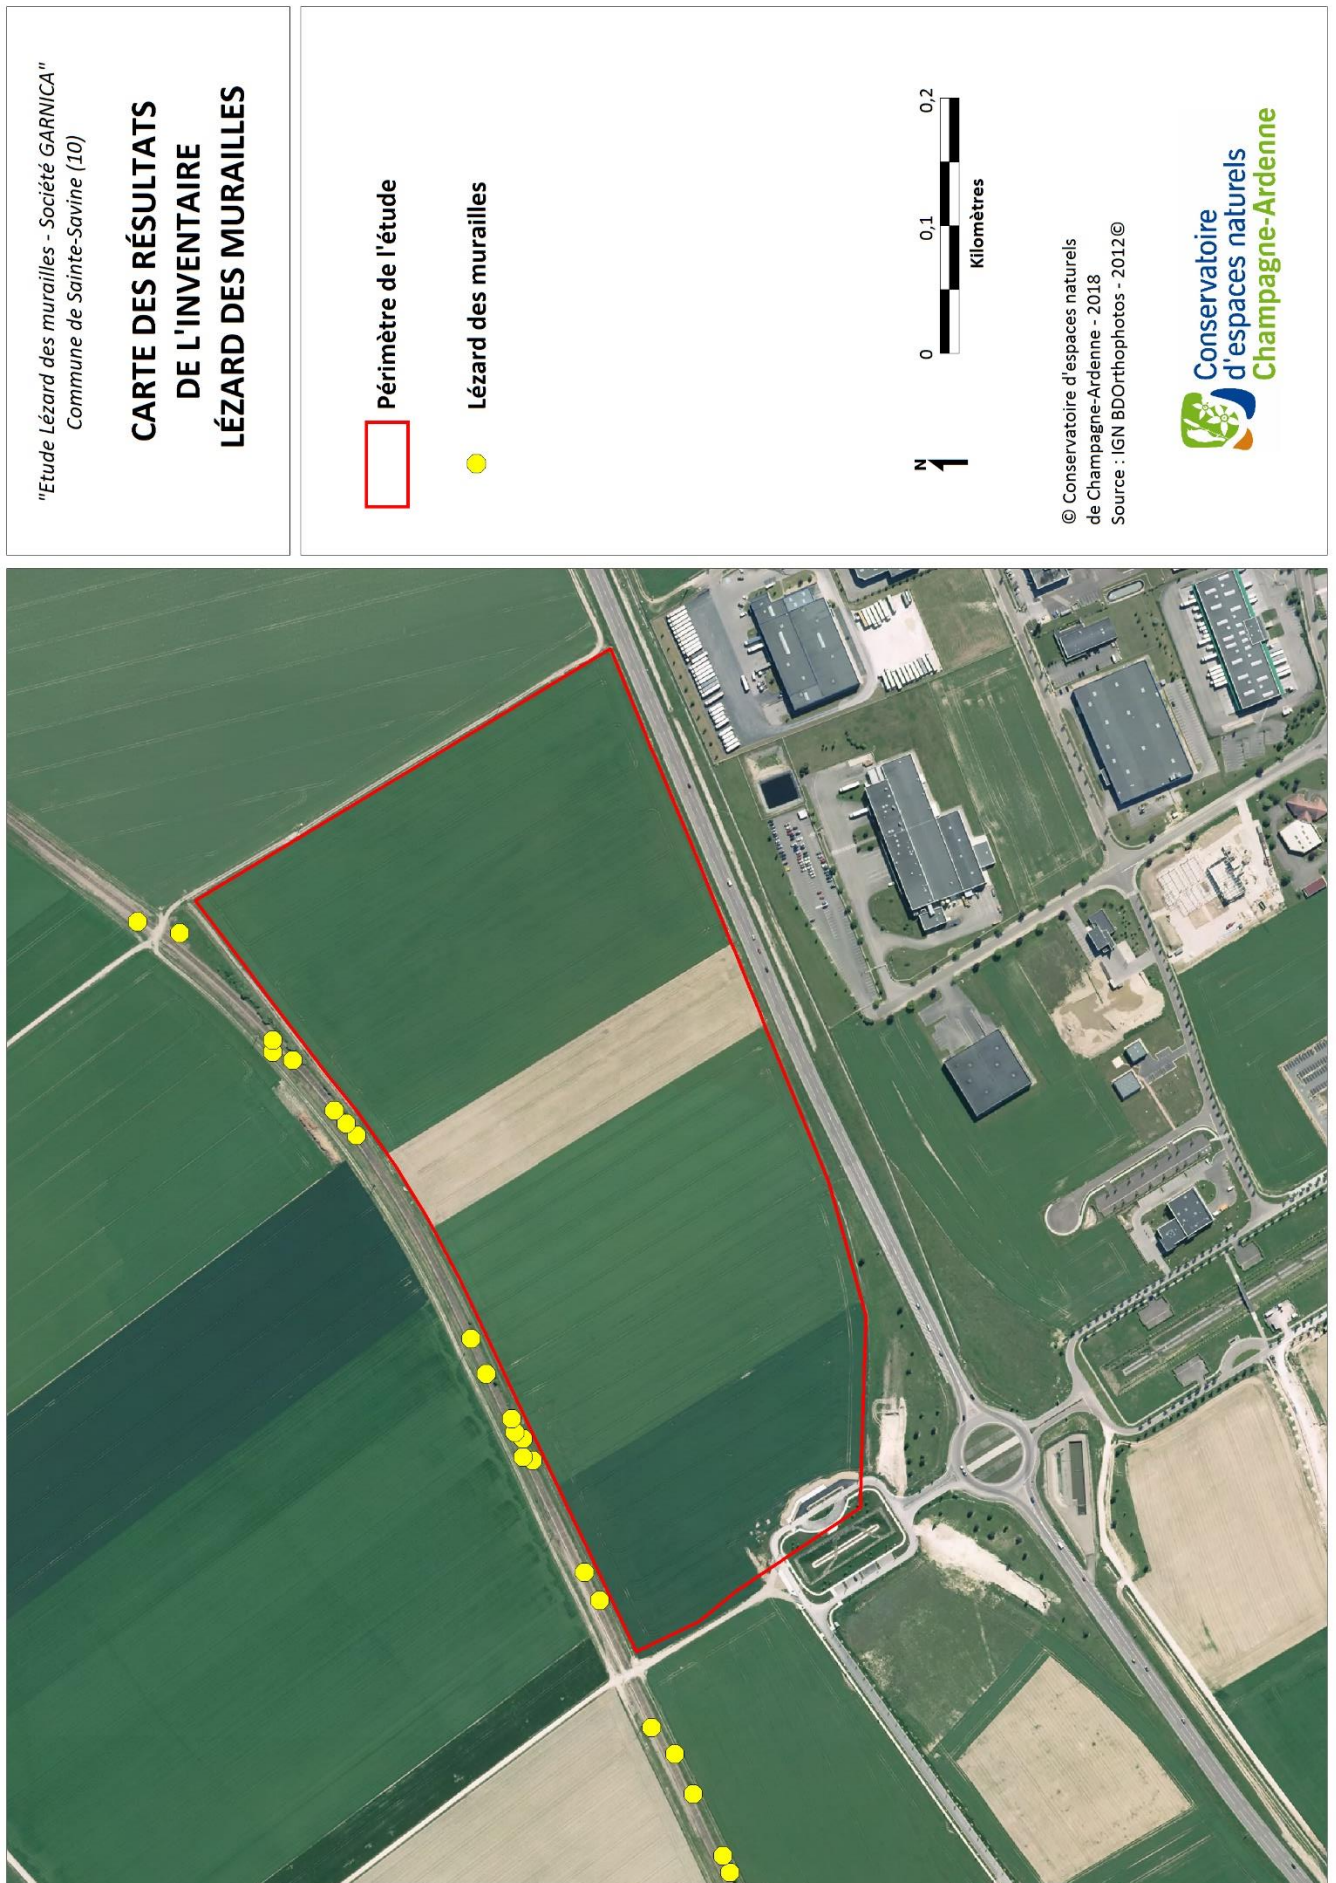 "Etude Lézard des murailles - Société GARNICA"
Commune de Sainte-Savine (10)
CARTE DES RÉSULTATS
DE L'INVENTAIRE
LÉZARD DES MURAILLES
Périmètre de l'étude
Lézard des murailles
N
0 0,1 0,2
Kilomètres
© Conservatoire d'espaces naturels
de Champagne-Ardenne - 2018
Source : IGN BDOrthophotos - 2012©
Conservatoire
d'espaces naturels
Champagne-Ardenne